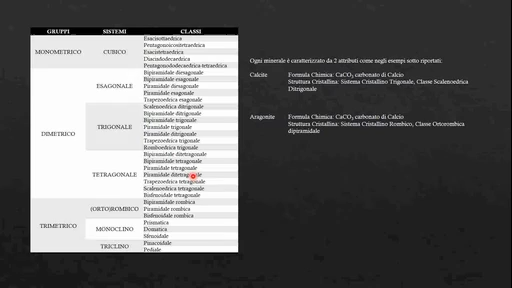 GRUPPI SISTEMI CLASSI
MONOMETRICO CUBICO
Esacisottaedrica
Pentagonoicositetraedrica
Esacistetraedrica
Diacisdodecaedrica
Pentagonododecaedrica-tetraedrica
DIMETRICO
ESAGONALE
Bipiramidale diesagonale
Bipiramidale esagonale
Piramidale diesagonale
Piramidale esagonale
Trapezoedrica esagonale
TRIGONALE
Scalenoedrica ditrigonale
Bipiramidale ditrigonale
Bipiramidale trigonale
Piramidale trigonale
Piramidale ditrigonale
Trapezoedrica trigonale
Romboedrica trigonale
TETRAGONALE
Bipiramidale ditetragonale
Bipiramidale tetragonale
Piramidale tetragonale
Piramidale ditetragonale
Trapezoedrica tetragonale
Scalenoedrica tetragonale
Bisfenoidale tetragonale
TRIMETRICO
(ORTO)ROMBICO
Bipiramidale rombica
Piramidale rombica
Bisfenoidale rombica
MONOCLINO
Prismatica
Domatica
Sfenoidale
TRICLINO
Pinacoidale
Pediale
Ogni minerale è caratterizzato da 2 attributi come negli esempi sotto riportati:
Calcite Formula Chimica: CaCO₃ carbonato di Calcio
Struttura Cristallina: Sistema Cristallino Trigonale, Classe Scalenoedrica
Ditrigonale
Aragonite Formula Chimica: CaCO₃ carbonato di Calcio
Struttura Cristallina: Sistema Cristallino Rombico, Classe Ortorombica
dipiramidale